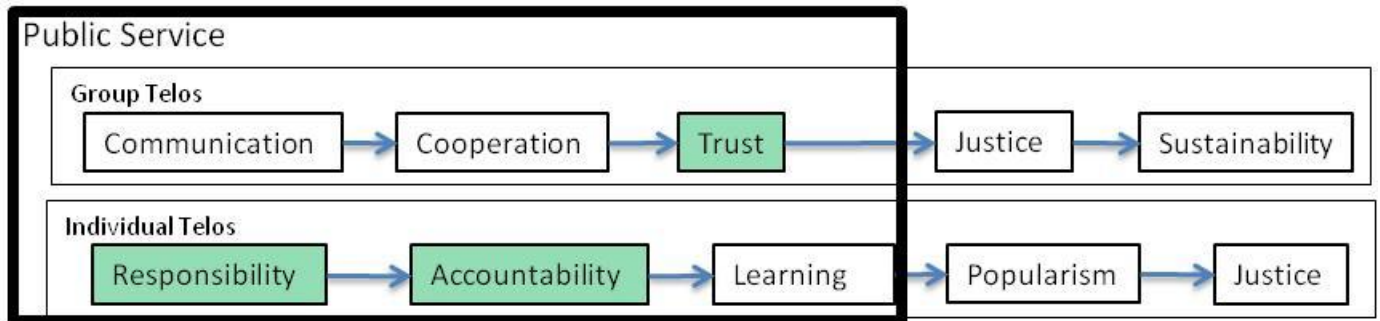 Public Service
Group Telos
Communication Cooperation Trust Justice Sustainability
Individual Telos
Responsibility Accountability Learning Popularism Justice